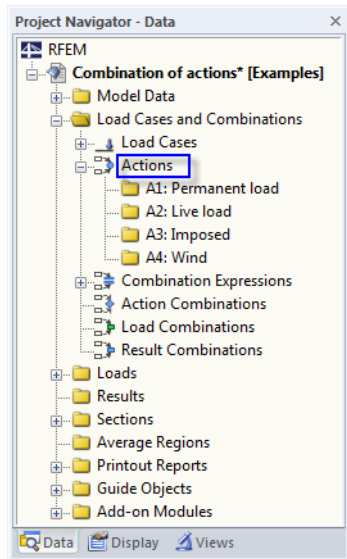 Project Navigator - Data
RFEM
Combination of actions* [Examples]
Model Data
Load Cases and Combinations
Load Cases
Actions
A1: Permanent load
A2: Live load
A3: Imposed
A4: Wind
Combination Expressions
Action Combinations
Load Combinations
Result Combinations
Loads
Results
Sections
Average Regions
Printout Reports
Guide Objects
Add-on Modules
Data Display Views